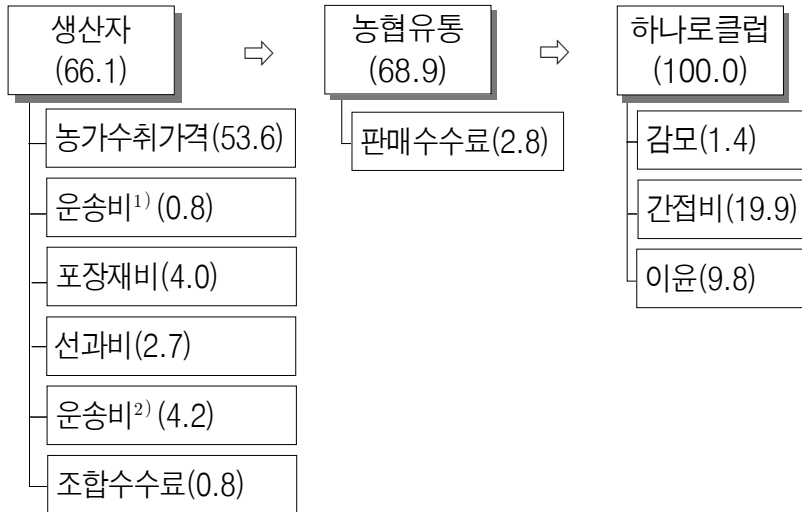 생산자
(66.1)
⇨
농협유통
(68.9)
⇨
하나로클럽
(100.0)
농가수취가격(53.6)
운송비1)(0.8)
포장재비(4.0)
선과비(2.7)
운송비2)(4.2)
조합수수료(0.8)
판매수수료(2.8)
감모(1.4)
간접비(19.9)
이윤(9.8)